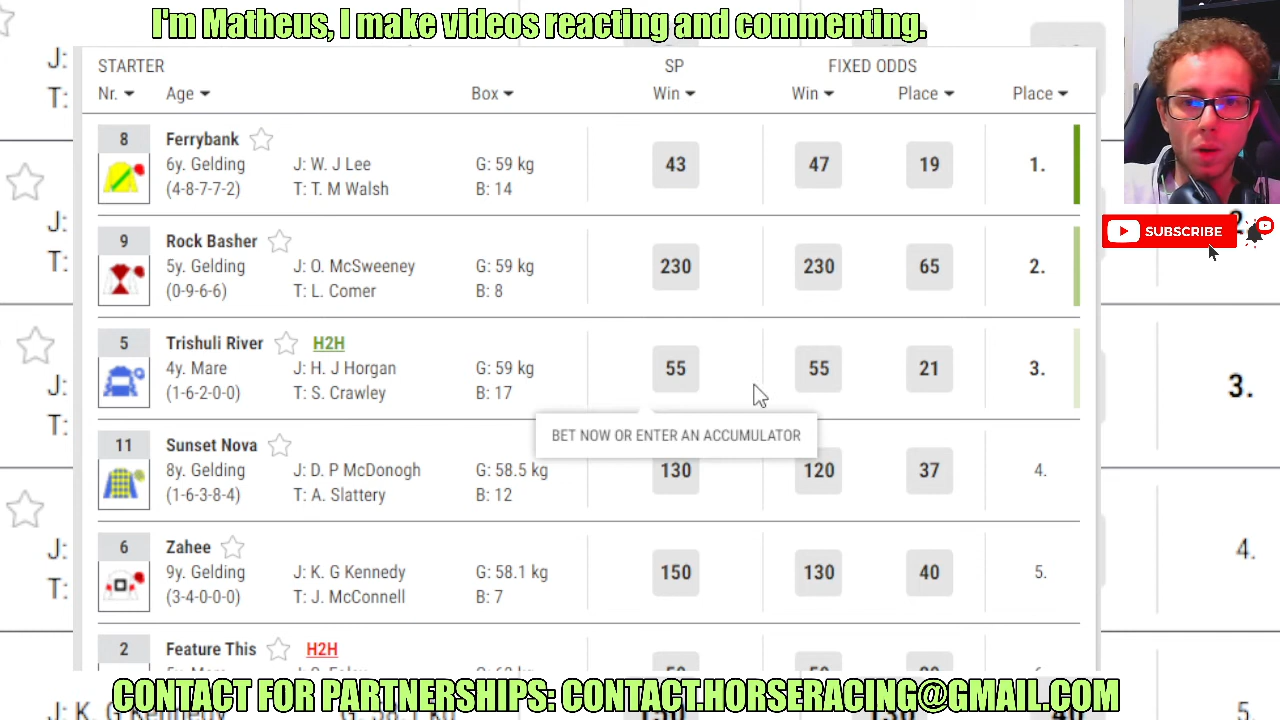 I'm Matheus, I make videos reacting and commenting.
STARTER SP FIXED ODDS
Nr. Age Box Win Win Place Place
8 Ferrybank
6y. Gelding J: W. J Lee G: 59 kg 43 47 19 1.
(4-8-7-7-2) T: T. M Walsh B: 14
SUBSCRIBE
9 Rock Basher
5y. Gelding J: O. McSweeney G: 59 kg 230 230 65 2.
(0-9-6-6) T: L. Comer B: 8
5 Trishuli River H2H
4y. Mare J: H. J Horgan G: 59 kg 55 55 21 3.
(1-6-2-0-0) T: S. Crawley B: 17
BET NOW OR ENTER AN ACCUMULATOR
11 Sunset Nova
8y. Gelding J: D. P McDonogh G: 58.5 kg 130 120 37 4.
(1-6-3-8-4) T: A. Slattery B: 12
6 Zahee
9y. Gelding J: K. G Kennedy G: 58.1 kg 150 130 40 5.
(3-4-0-0-0) T: J. McConnell B: 7
2 Feature This H2H
CONTACT FOR PARTNERSHIPS: CONTACT.HORSERACING@GMAIL.COM
J:
T:
J:
T:
J:
T:
3.
J:
T:
4.
5.